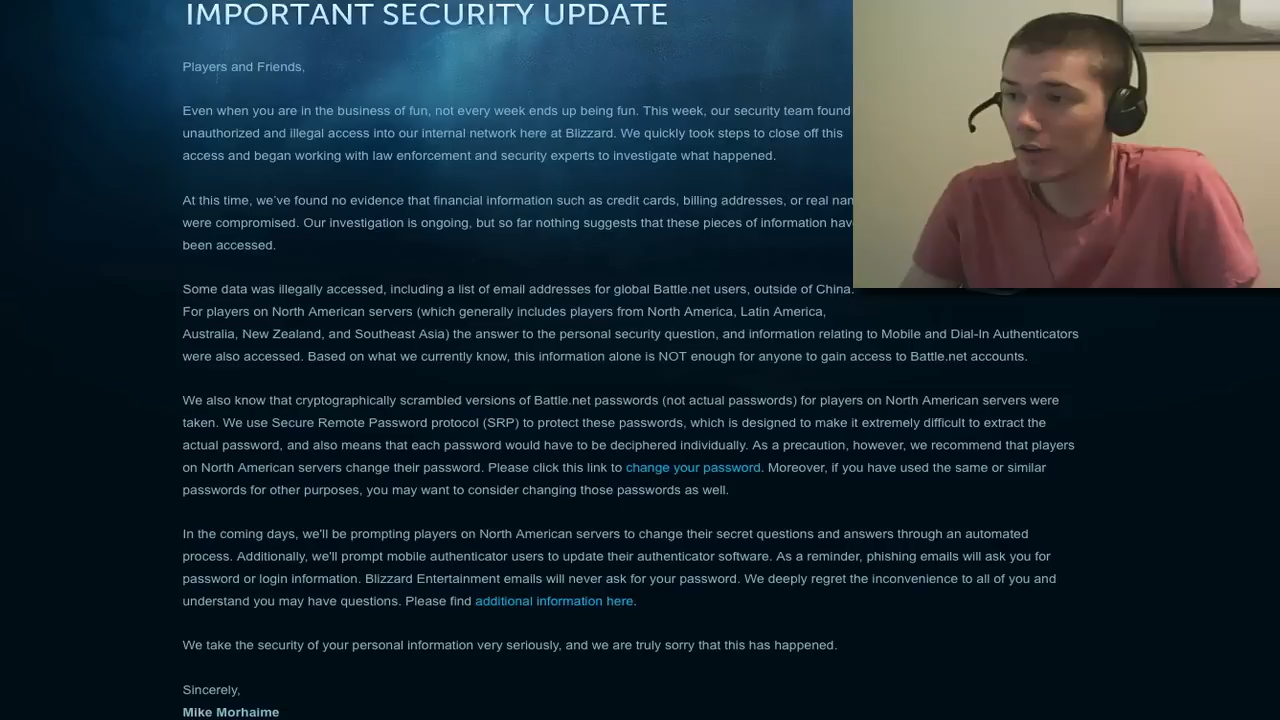 IMPORTANT SECURITY UPDATE
Players and Friends,
Even when you are in the business of fun, not every week ends up being fun. This week, our security team found
unauthorized and illegal access into our internal network here at Blizzard. We quickly took steps to close off this
access and began working with law enforcement and security experts to investigate what happened.
At this time, we've found no evidence that financial information such as credit cards, billing addresses, or real nam
were compromised. Our investigation is ongoing, but so far nothing suggests that these pieces of information have
been accessed.
Some data was illegally accessed, including a list of email addresses for global Battle.net users, outside of China.
For players on North American servers (which generally includes players from North America, Latin America,
Australia, New Zealand, and Southeast Asia) the answer to the personal security question, and information relating to Mobile and Dial-In Authenticators
were also accessed. Based on what we currently know, this information alone is NOT enough for anyone to gain access to Battle.net accounts.
We also know that cryptographically scrambled versions of Battle.net passwords (not actual passwords) for players on North American servers were
taken. We use Secure Remote Password protocol (SRP) to protect these passwords, which is designed to make it extremely difficult to extract the
actual password, and also means that each password would have to be deciphered individually. As a precaution, however, we recommend that players
on North American servers change their password. Please click this link to change your password. Moreover, if you have used the same or similar
passwords for other purposes, you may want to consider changing those passwords as well.
In the coming days, we'll be prompting players on North American servers to change their secret questions and answers through an automated
process. Additionally, we'll prompt mobile authenticator users to update their authenticator software. As a reminder, phishing emails will ask you for
password or login information. Blizzard Entertainment emails will never ask for your password. We deeply regret the inconvenience to all of you and
understand you may have questions. Please find additional information here.
We take the security of your personal information very seriously, and we are truly sorry that this has happened.
Sincerely,
Mike Morhaime